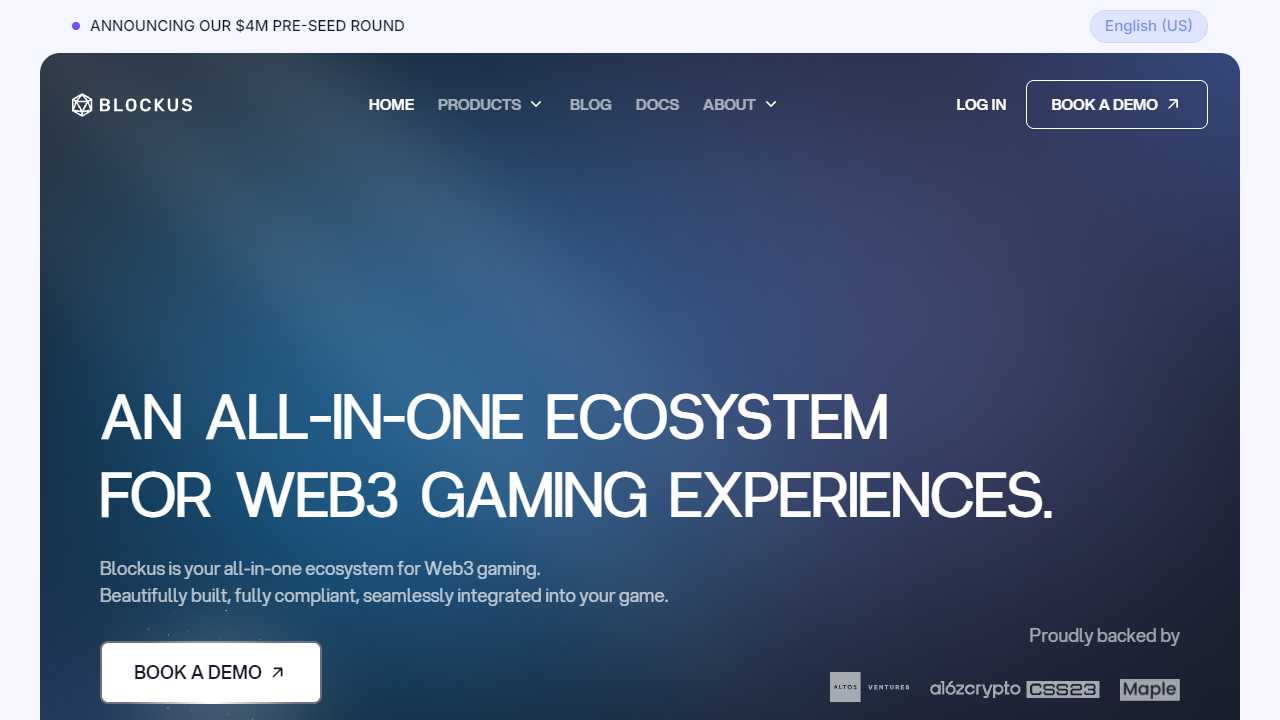 ANNOUNCING OUR $4M PRE-SEED ROUND
English (US)
BLOCKUS
HOME
PRODUCTS
BLOG
DOCS
ABOUT
LOG IN
BOOK A DEMO
AN ALL-IN-ONE ECOSYSTEM
FOR WEB3 GAMING EXPERIENCES.
Blockus is your all-in-one ecosystem for Web3 gaming.
Beautifully built, fully compliant, seamlessly integrated into your game.
BOOK A DEMO
Proudly backed by
ALTOS VENTURES
a16zcrypto CSS23
Maple